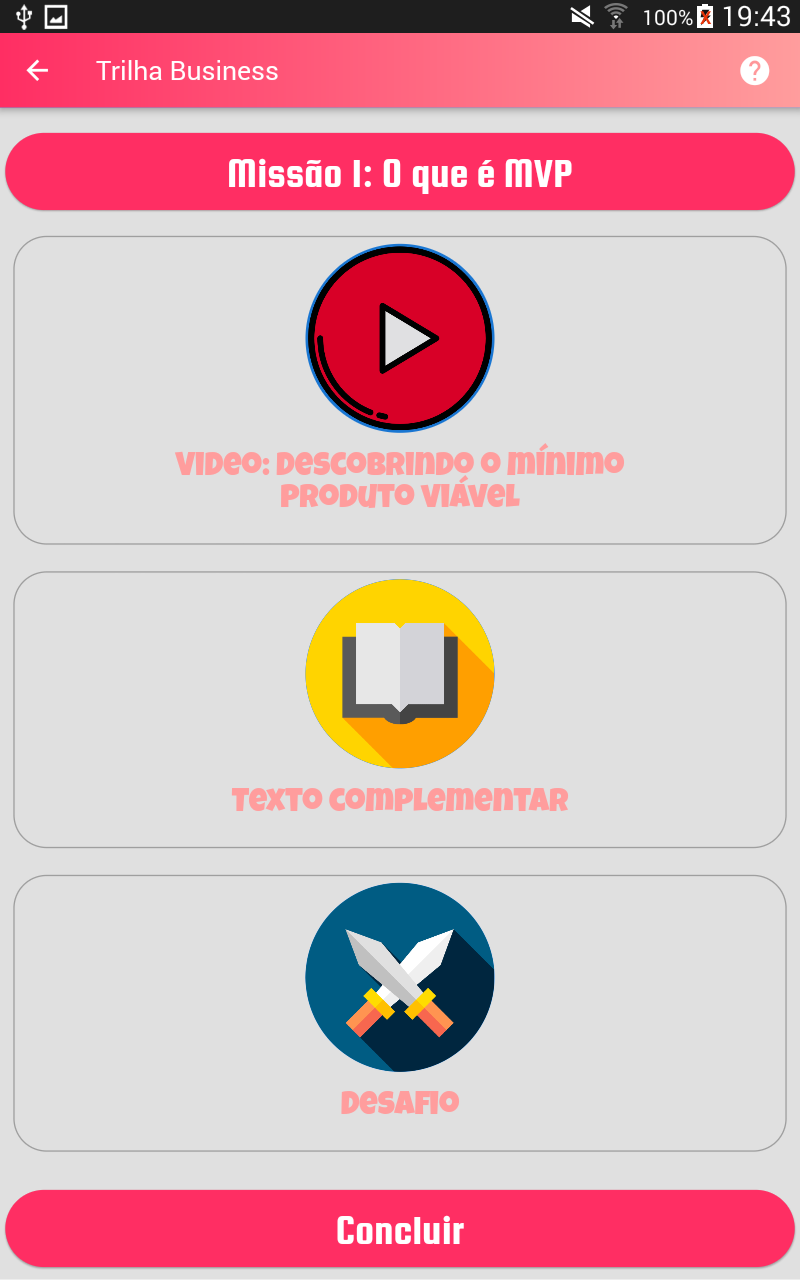 100% 19:43
Trilha Business
?
Missão 1: O que é MVP
Video: Descobrindo o mínimo
produto viável
Texto complementar
Desafio
Concluir